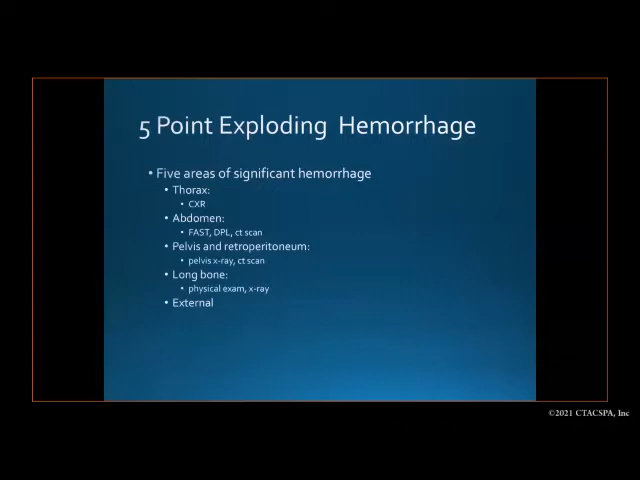 5 Point Exploding Hemorrhage
• Five areas of significant hemorrhage
• Thorax:
• CXR
• Abdomen:
• FAST, DPL, ct scan
• Pelvis and retroperitoneum:
• pelvis x-ray, ct scan
• Long bone:
• physical exam, x-ray
• External
©2021 CTACSPA, Inc